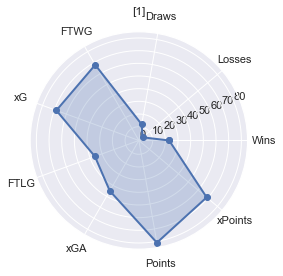 [1]
Draws
FTWG
Losses
xG
0 10 20 30 40 50 60 70 80
Wins
FTLG
xPoints
xGA
Points